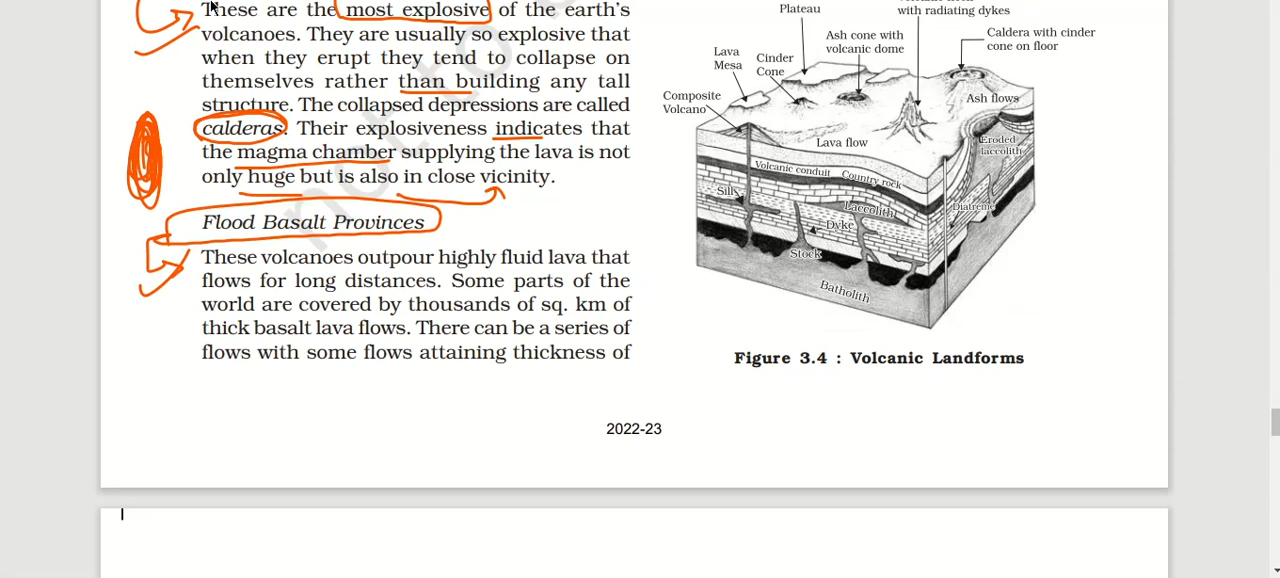 These are the most explosive of the earth's
volcanoes. They are usually so explosive that
when they erupt they tend to collapse on
themselves rather than building any tall
structure. The collapsed depressions are called
calderas. Their explosiveness indicates that
the magma chamber supplying the lava is not
only huge but is also in close vicinity.
Flood Basalt Provinces
These volcanoes outpour highly fluid lava that
flows for long distances. Some parts of the
world are covered by thousands of sq. km of
thick basalt lava flows. There can be a series of
flows with some flows attaining thickness of
Plateau
with radiating dykes
Ash cone with
volcanic dome
Caldera with cinder
cone on floor
Lava
Mesa
Cinder
Cone
Composite
Volcano
Ash flows
Lava flow
Eroded
laccolith
Volcanic conduit
Country rock
Sill
Laccolith
Diatreme
Dyke
Stock
Batholith
Figure 3.4 : Volcanic Landforms
2022-23
not to